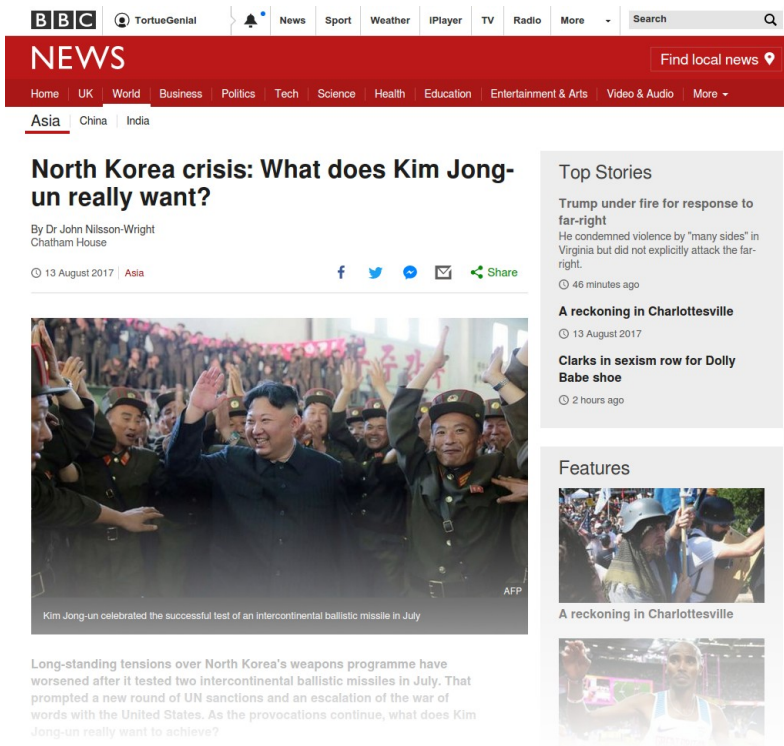 BBC TortueGenial News Sport Weather iPlayer TV Radio More Search
NEWS
Find local news
Home UK World Business Politics Tech Science Health Education Entertainment & Arts Video & Audio More
Asia China India
North Korea crisis: What does Kim Jong-
un really want?
By Dr John Nilsson-Wright
Chatham House
13 August 2017 Asia
Share
AFP
Kim Jong-un celebrated the successful test of an intercontinental ballistic missile in July
Long-standing tensions over North Korea's weapons programme have
worsened after it tested two intercontinental ballistic missiles in July. That
prompted a new round of UN sanctions and an escalation of the war of
words with the United States. As the provocations continue, what does Kim
Jong-un really want to achieve?
Top Stories
Trump under fire for response to
far-right
He condemned violence by "many sides" in
Virginia but did not explicitly attack the far-
right.
46 minutes ago
A reckoning in Charlottesville
13 August 2017
Clarks in sexism row for Dolly
Babe shoe
2 hours ago
Features
A reckoning in Charlottesville